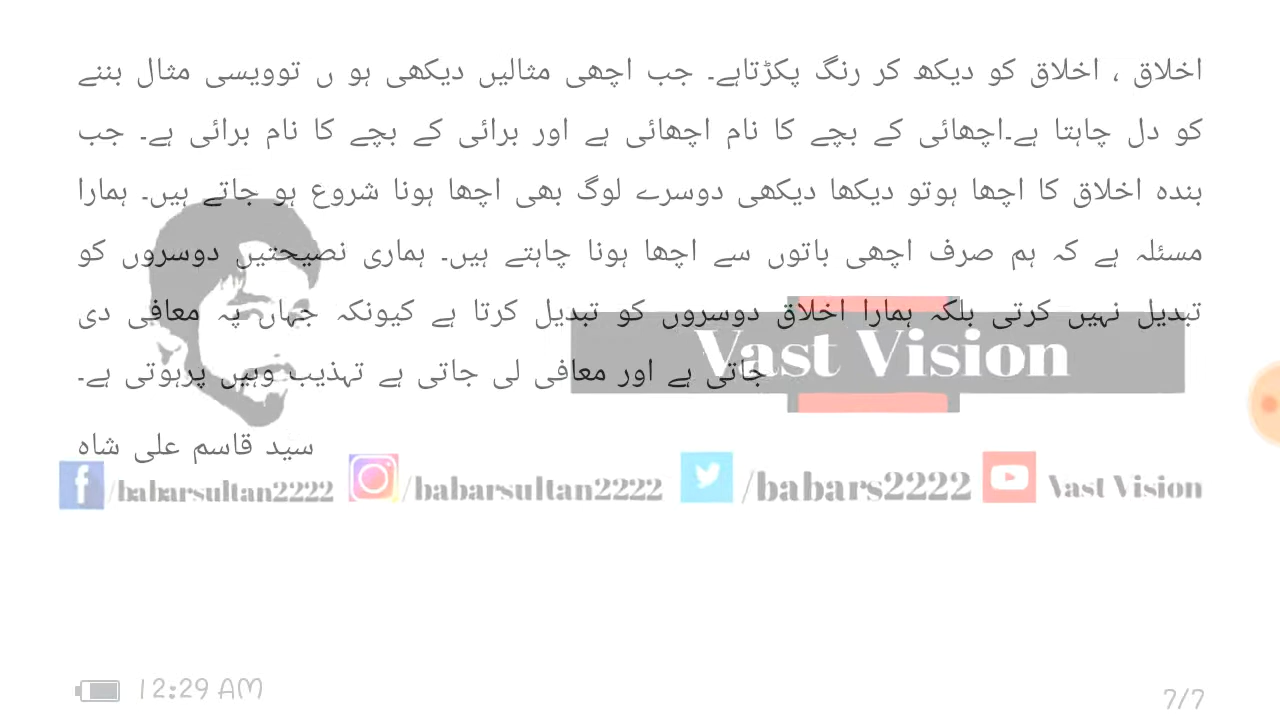 اخلاق ، اخلاق کو دیکھ کر رنگ پکڑتاہے۔ جب اچھی مثالیں دیکھی ہو ں توویسی مثال بننے
کو دل چاہتا ہے۔اچھائی کے بچے کا نام اچھائی ہے اور برائی کے بچے کا نام برائی ہے۔ جب
بندہ اخلاق کا اچھا ہوتو دیکھا دیکھی دوسرے لوگ بھی اچھا ہونا شروع ہو جاتے ہیں۔ ہمارا
مسئلہ ہے کہ ہم صرف اچھی باتوں سے اچھا ہونا چاہتے ہیں۔ ہماری نصیحتیں دوسروں کو
تبدیل نہیں کرتی بلکہ ہمارا اخلاق دوسروں کو تبدیل کرتا ہے کیونکہ جہاں پہ معافی دی
جاتی ہے اور معافی لی جاتی ہے تہذیب وہیں پرہوتی ہے۔
Vast Vision
سید قاسم علی شاہ
/babarsultan2222 /babarsultan2222 /babars2222 Vast Vision
12:29 AM 7/7